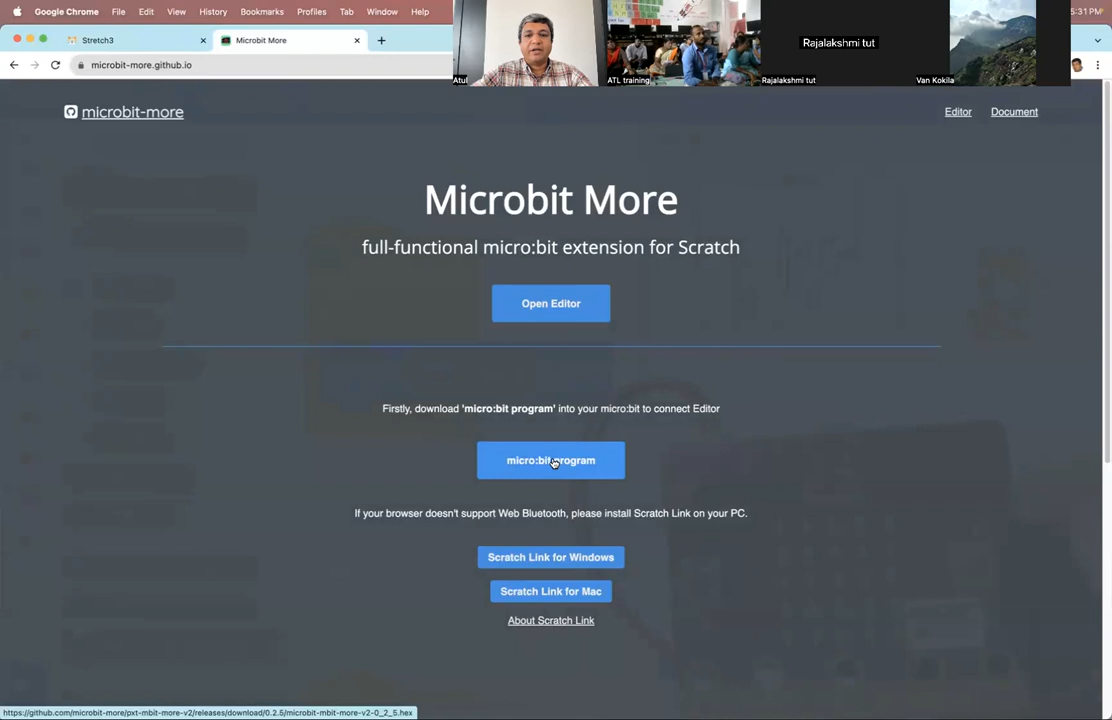 Google Chrome File Edit View History Bookmarks Profiles Tab Window Help
5:31 PM
Stretch3
Microbit More
microbit-more.github.io
Atul
ATL training
Rajalakshmi tut
Rajalakshmi tut
Van Kokila
microbit-more
Editor Document
Microbit More
full-functional micro:bit extension for Scratch
Open Editor
Firstly, download 'micro:bit program' into your micro:bit to connect Editor
micro:bit program
If your browser doesn't support Web Bluetooth, please install Scratch Link on your PC.
Scratch Link for Windows
Scratch Link for Mac
About Scratch Link
https://github.com/microbit-more/pxt-mbit-more-v2/releases/download/0.2.5/microbit-mbit-more-v2-0_2_5.hex